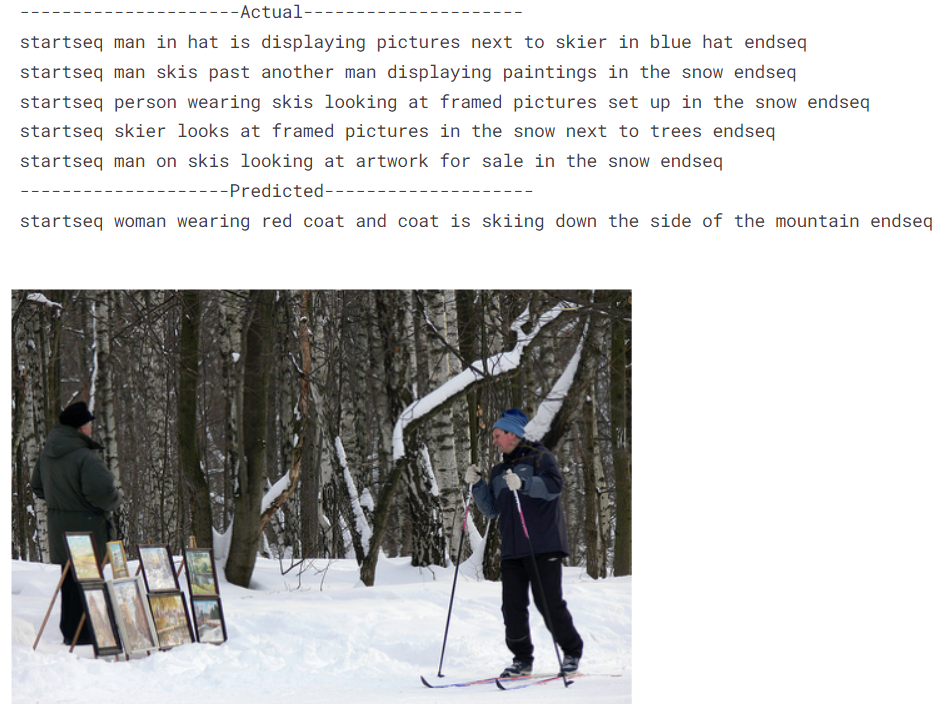 ---------------------Actual---------------------
startseq man in hat is displaying pictures next to skier in blue hat endseq
startseq man skis past another man displaying paintings in the snow endseq
startseq person wearing skis looking at framed pictures set up in the snow endseq
startseq skier looks at framed pictures in the snow next to trees endseq
startseq man on skis looking at artwork for sale in the snow endseq
--------------------Predicted--------------------
startseq woman wearing red coat and coat is skiing down the side of the mountain endseq